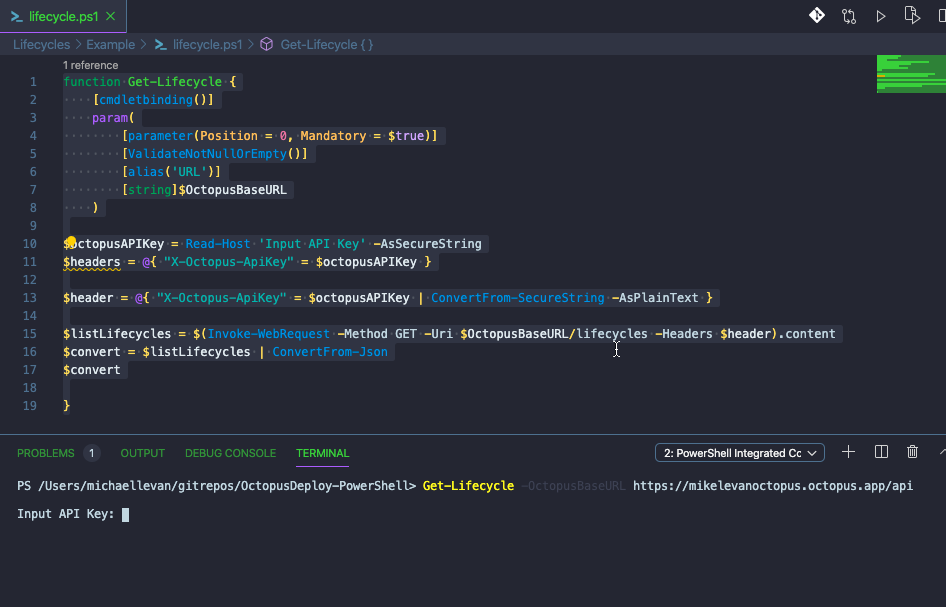 lifecycle.ps1
Lifecycles > Example > lifecycle.ps1 > Get-Lifecycle { }
1 reference
1 function Get-Lifecycle {
2 [cmdletbinding()]
3 param(
4 [parameter(Position = 0, Mandatory = $true)]
5 [ValidateNotNullOrEmpty()]
6 [alias('URL')]
7 [string]$OctopusBaseURL
8 )
9
10 $octopusAPIKey = Read-Host 'Input API Key' -AsSecureString
11 $headers = @{ "X-Octopus-ApiKey" = $octopusAPIKey }
12
13 $header = @{ "X-Octopus-ApiKey" = $octopusAPIKey | ConvertFrom-SecureString -AsPlainText }
14
15 $listLifecycles = $(Invoke-WebRequest -Method GET -Uri $OctopusBaseURL/lifecycles -Headers $header).content
16 $convert = $listLifecycles | ConvertFrom-Json
17 $convert
18
19 }
PROBLEMS 1 OUTPUT DEBUG CONSOLE TERMINAL 2: PowerShell Integrated Cc
PS /Users/michaellevan/gitrepos/OctopusDeploy-PowerShell> Get-Lifecycle -OctopusBaseURL https://mikelevanoctopus.octopus.app/api
Input API Key: